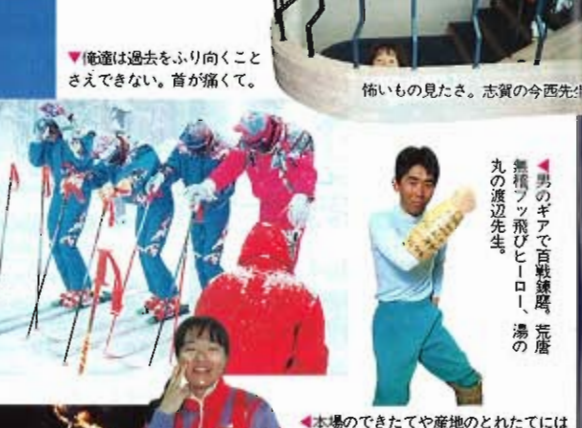 ▼俺達は過去をふり向くこと
さえできない。首が痛くて。
怖いもの見たさ。志賀の今西先生
◀男のギアで百戦錬磨。荒唐
無稽ブッ飛びヒーロー、湯の
丸の渡辺先生。
◀本場のできたてや産地のとれたてには